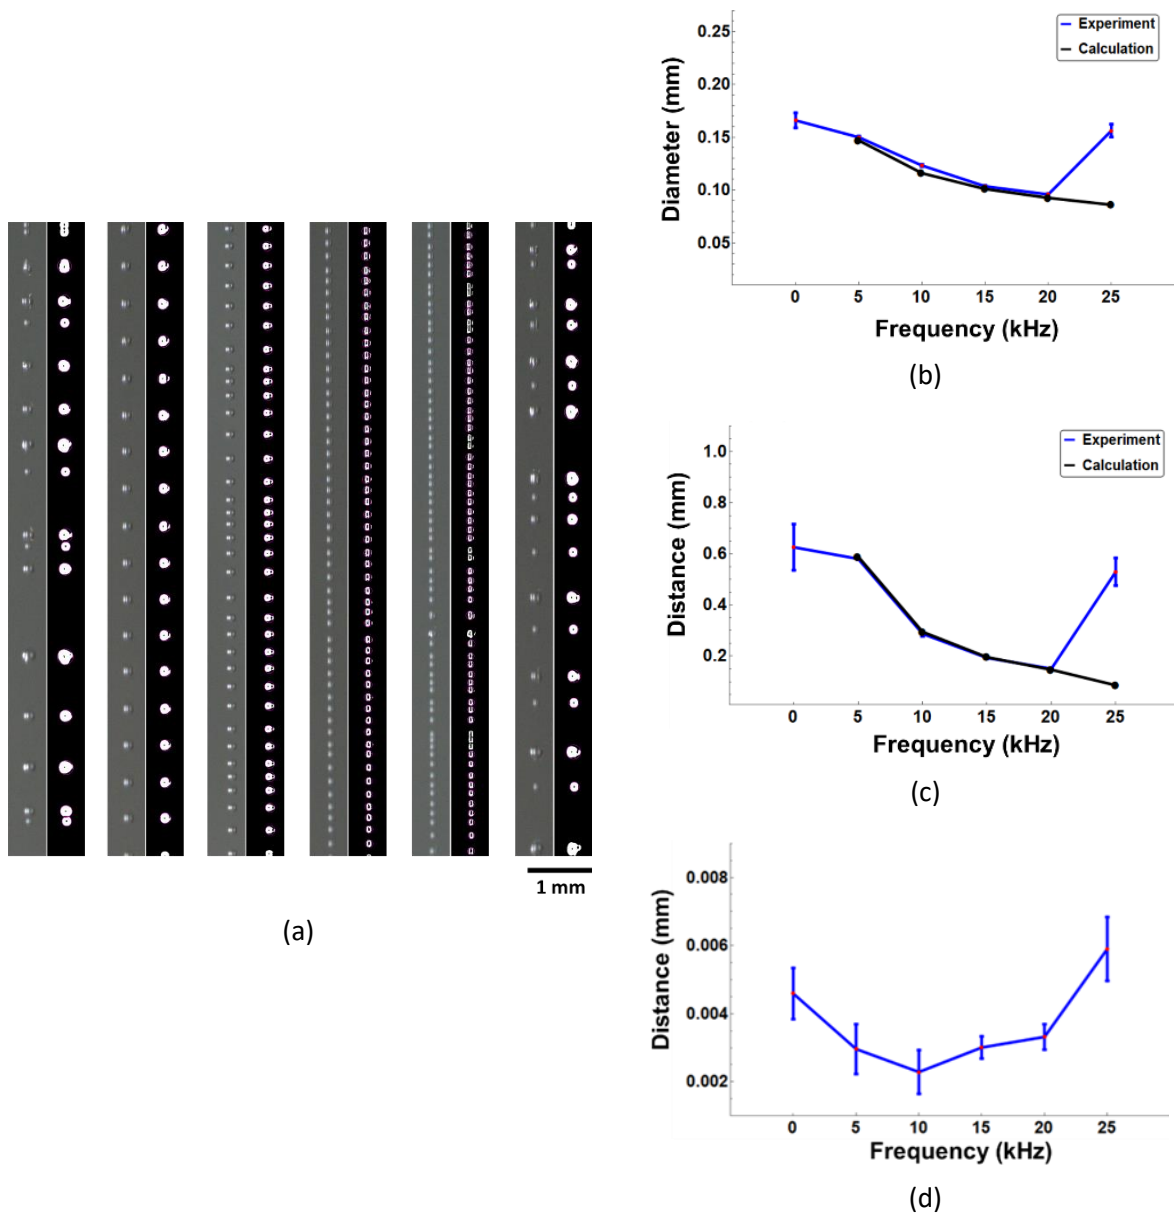 1 mm
(a)
Experiment
Calculation
0.25
0.20
0.15
0.10
0.05
Diameter (mm)
0 5 10 15 20 25
Frequency (kHz)
(b)
Experiment
Calculation
1.0
0.8
0.6
0.4
0.2
Distance (mm)
0 5 10 15 20 25
Frequency (kHz)
(c)
0.008
0.006
0.004
0.002
Distance (mm)
0 5 10 15 20 25
Frequency (kHz)
(d)